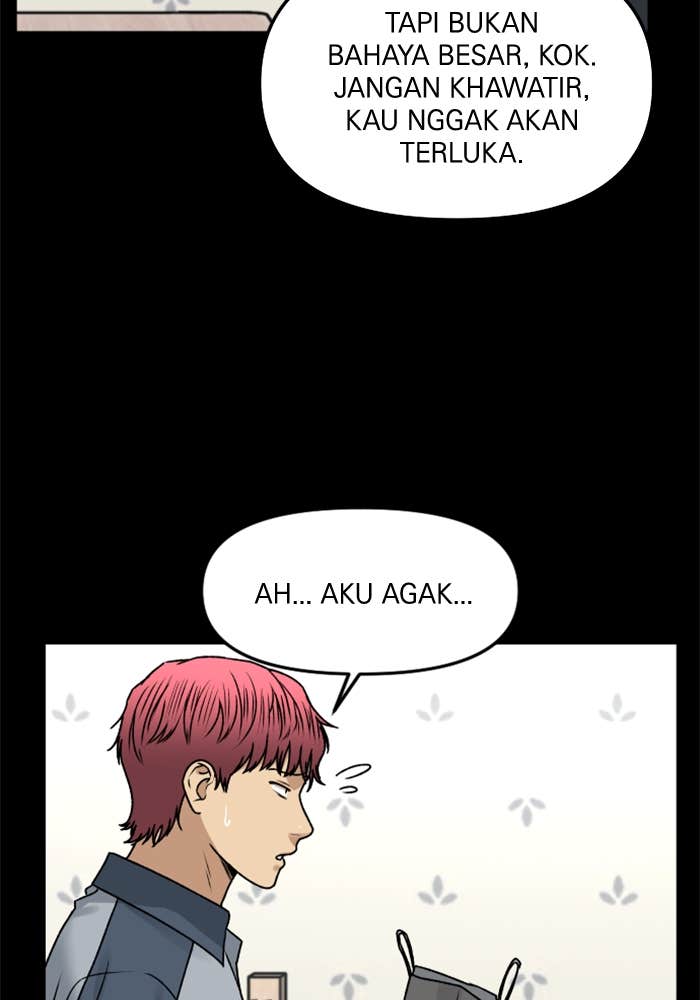 TAPI BUKAN
BAHAYA BESAR, KOK.
JANGAN KHAWATIR,
KAU NGGAK AKAN
TERLUKA.
AH... AKU AGAK...